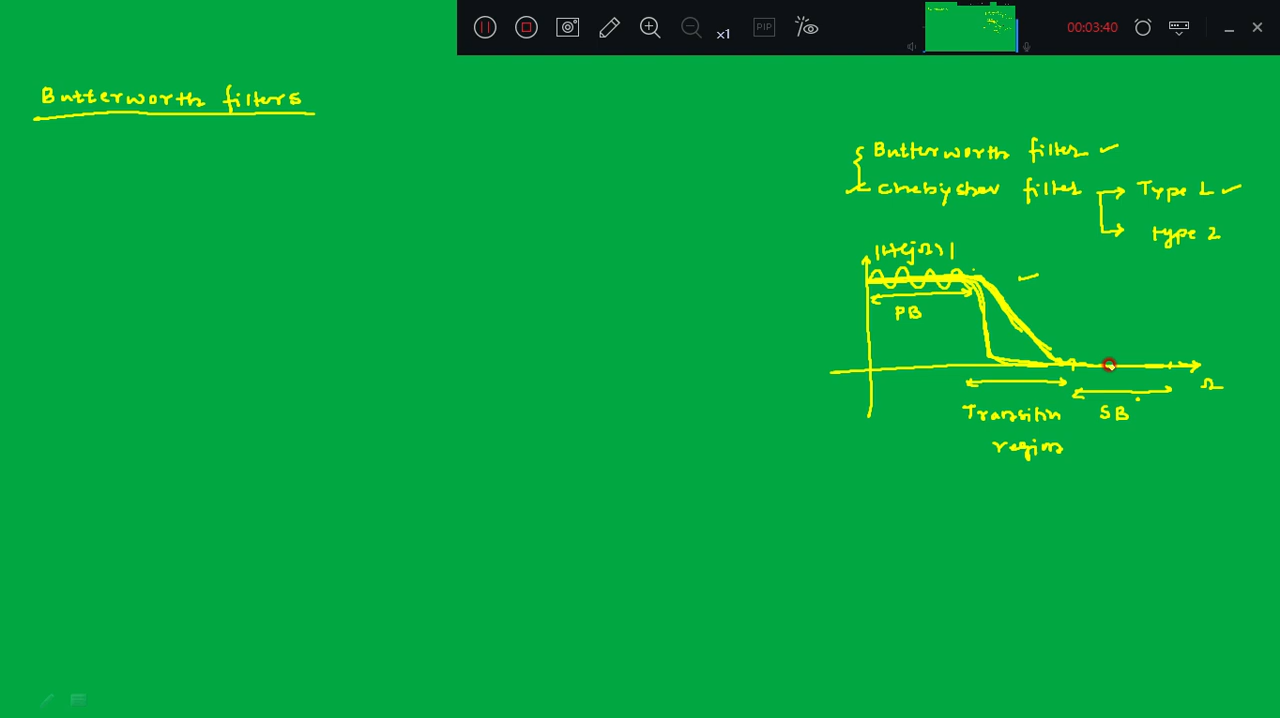 x1
PIP
00:03:40
Butterworth filters
Butterworth filter
chebyshev filter
Type 1
type 2
|H(jΩ)|
PB
Ω
Transitin
SB
region